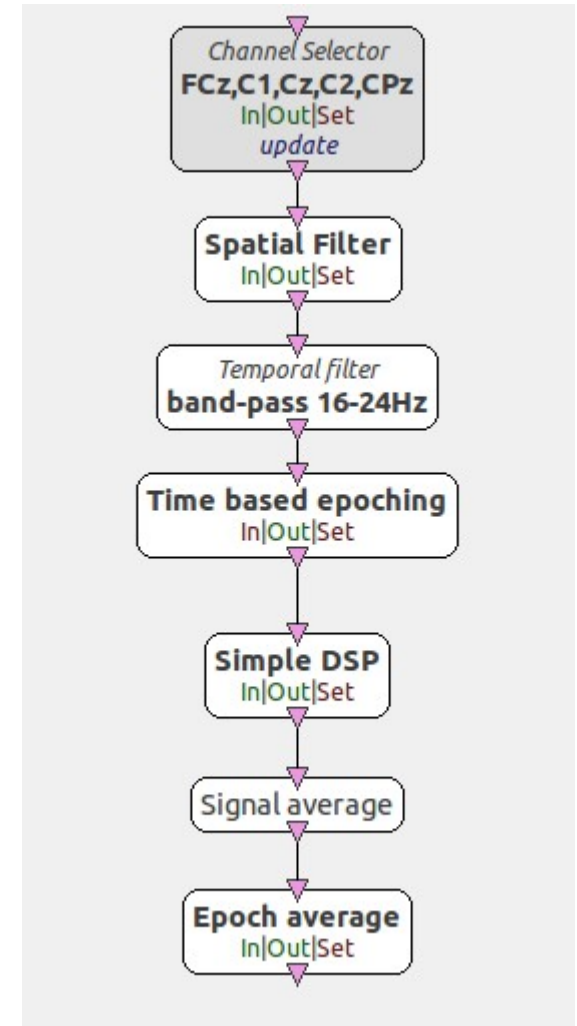 Channel Selector
FCz,C1,Cz,C2,CPz
In|Out|Set
update
Spatial Filter
In|Out|Set
Temporal filter
band-pass 16-24Hz
Time based epoching
In|Out|Set
Simple DSP
In|Out|Set
Signal average
Epoch average
In|Out|Set